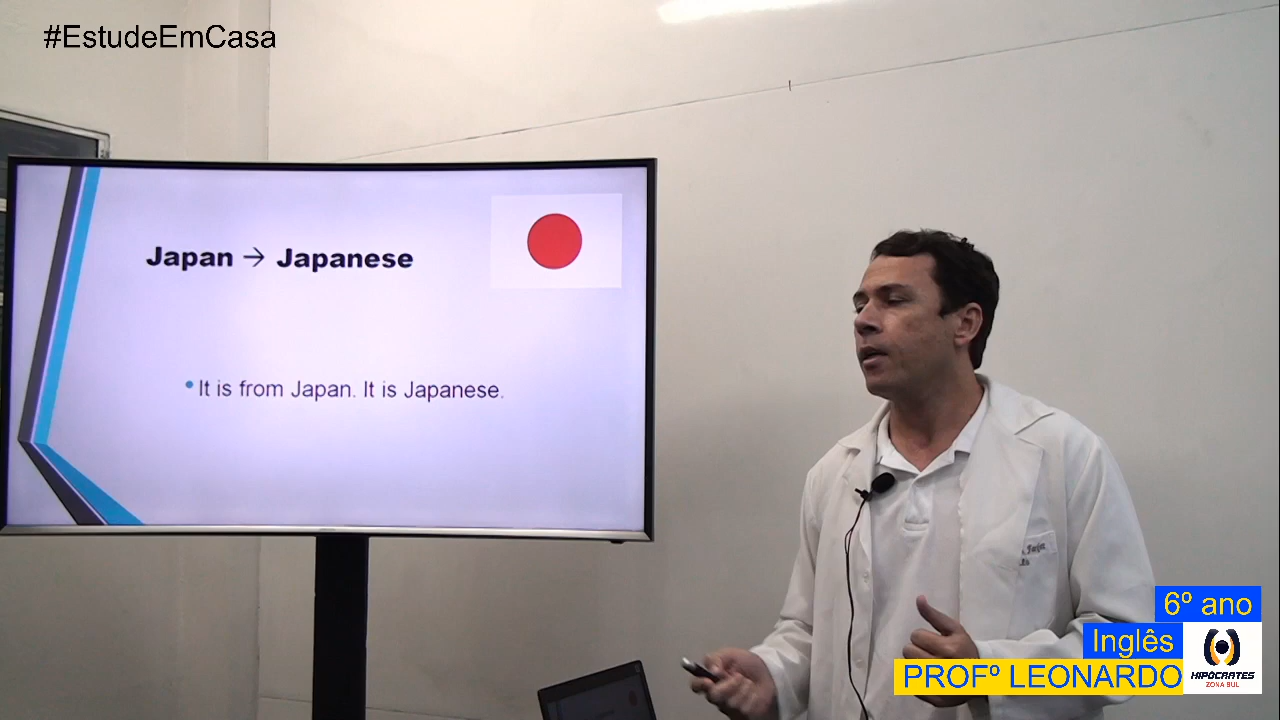 #EstudeEmCasa
Japan → Japanese
•It is from Japan. It is Japanese.
6º ano
Inglês
PROFº LEONARDO
HIPÓCRATES
ZONA SUL